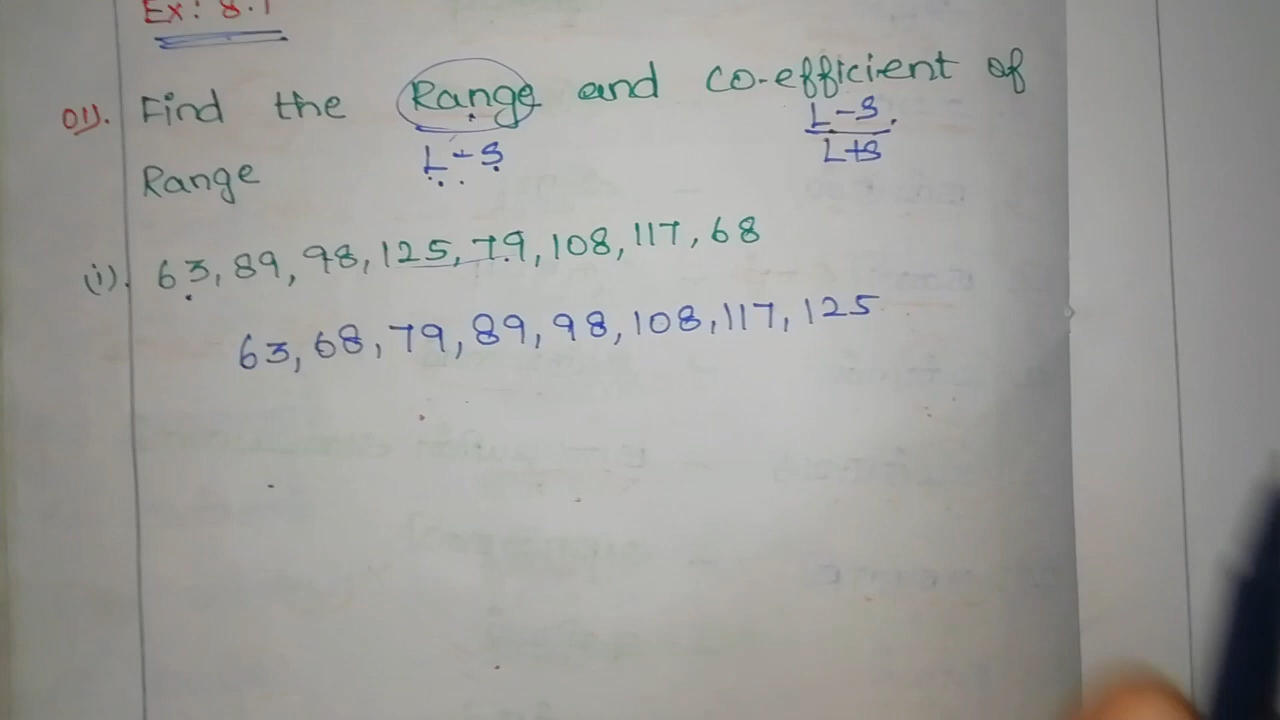 Ex: 8.1
01). Find the Range and co-efficient of
L-S
L-S
L+S
Range
(i). 63, 89, 98, 125, 79, 108, 117, 68
63, 68, 79, 89, 98, 108, 117, 125